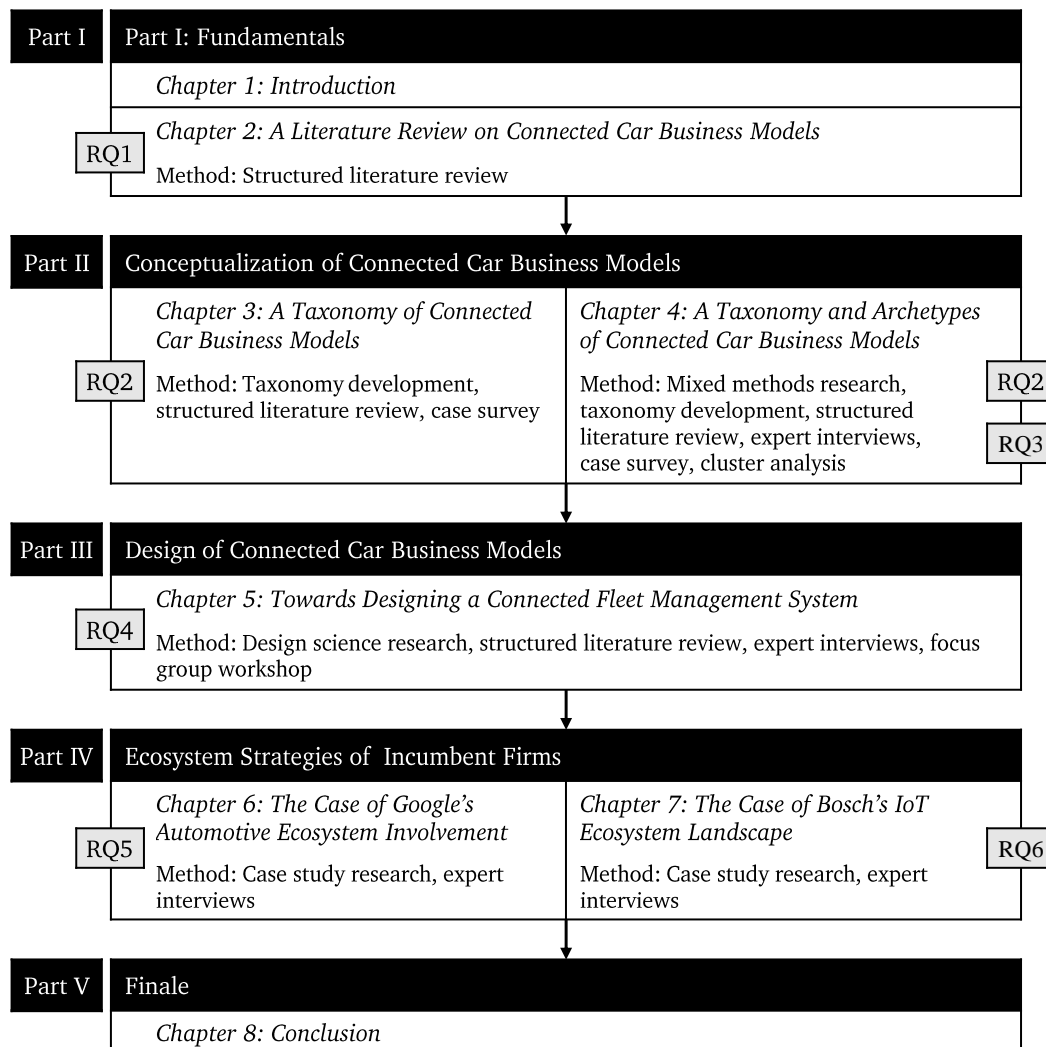 Part I
Part I: Fundamentals
Chapter 1: Introduction
Chapter 2: A Literature Review on Connected Car Business Models
RQ1
Method: Structured literature review
Part II
Conceptualization of Connected Car Business Models
Chapter 3: A Taxonomy of Connected
Car Business Models
RQ2
Method: Taxonomy development,
structured literature review, case survey
Chapter 4: A Taxonomy and Archetypes
of Connected Car Business Models
Method: Mixed methods research,
taxonomy development, structured
literature review, expert interviews,
case survey, cluster analysis
RQ2
RQ3
Part III
Design of Connected Car Business Models
Chapter 5: Towards Designing a Connected Fleet Management System
RQ4
Method: Design science research, structured literature review, expert interviews, focus
group workshop
Part IV
Ecosystem Strategies of  Incumbent Firms
Chapter 6: The Case of Google's
Automotive Ecosystem Involvement
RQ5
Method: Case study research, expert
interviews
Chapter 7: The Case of Bosch's IoT
Ecosystem Landscape
Method: Case study research, expert
interviews
RQ6
Part V
Finale
Chapter 8: Conclusion